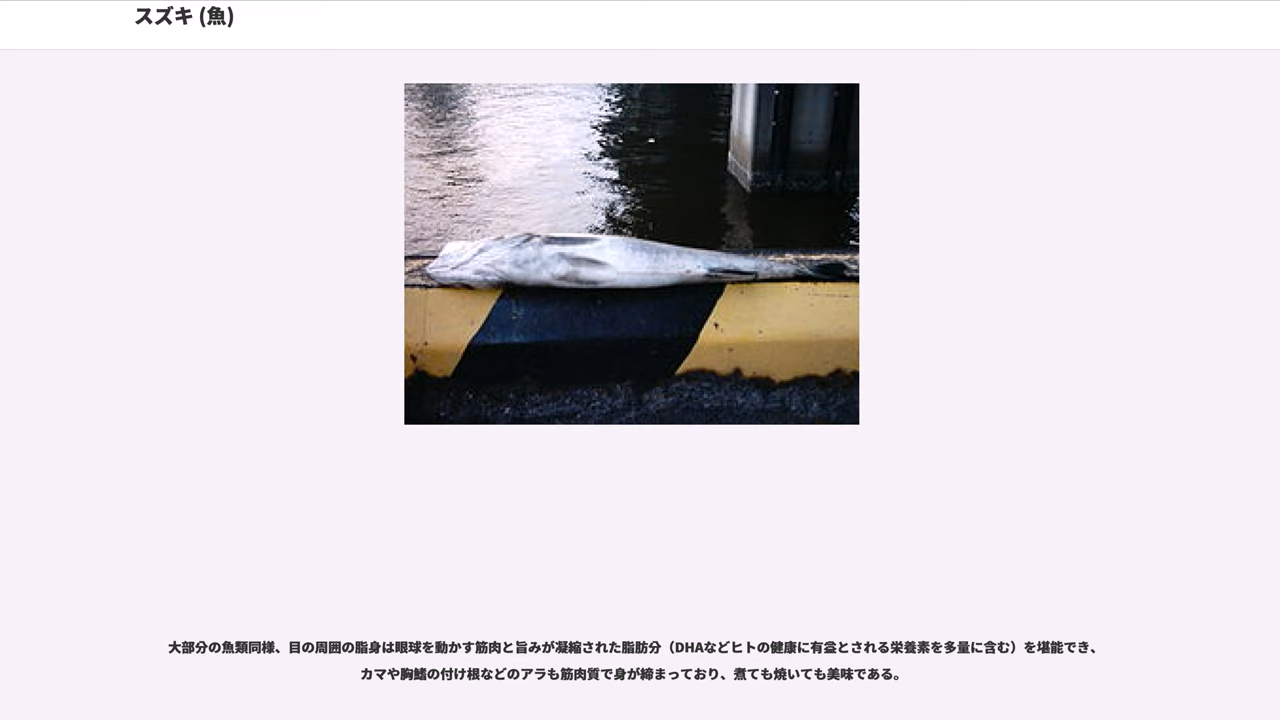 スズキ (魚)
大部分の魚類同様、目の周囲の脂身は眼球を動かす筋肉と旨みが凝縮された脂肪分（DHAなどヒトの健康に有益とされる栄養素を多量に含む）を堪能でき、
カマや胸鰭の付け根などのアラも筋肉質で身が締まっており、煮ても焼いても美味である。